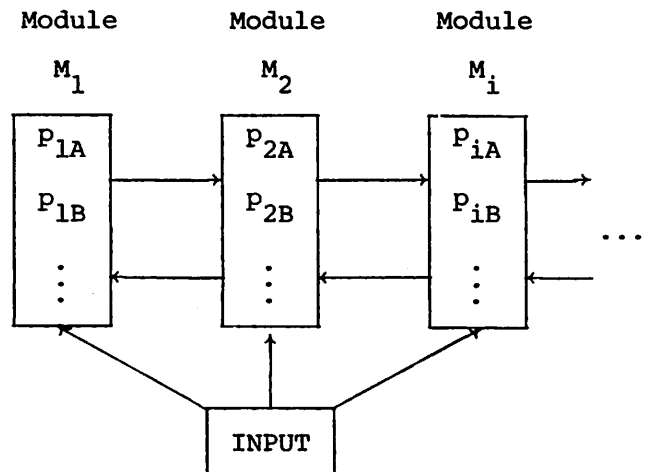 Module Module Module
M1 M2 Mi
p1A p2A piA
p1B p2B piB
...
INPUT